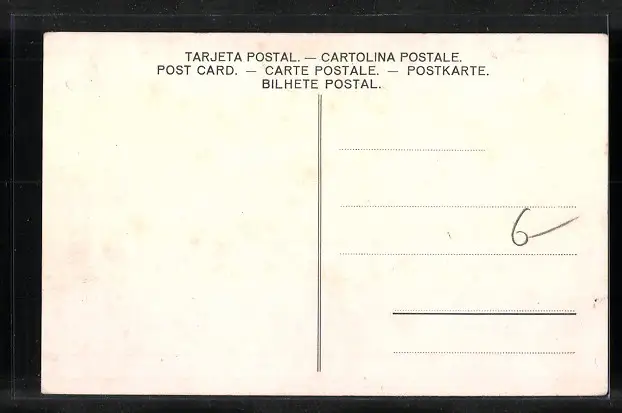 TARJETA POSTAL. — CARTOLINA POSTALE.
POST CARD. — CARTE POSTALE. — POSTKARTE.
BILHETE POSTAL.
6-